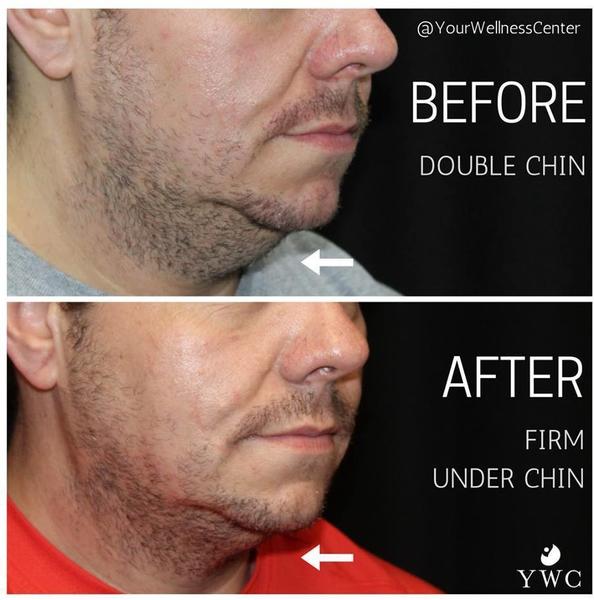 @YourWellnessCenter
BEFORE
DOUBLE CHIN
AFTER
FIRM
UNDER CHIN
YWC